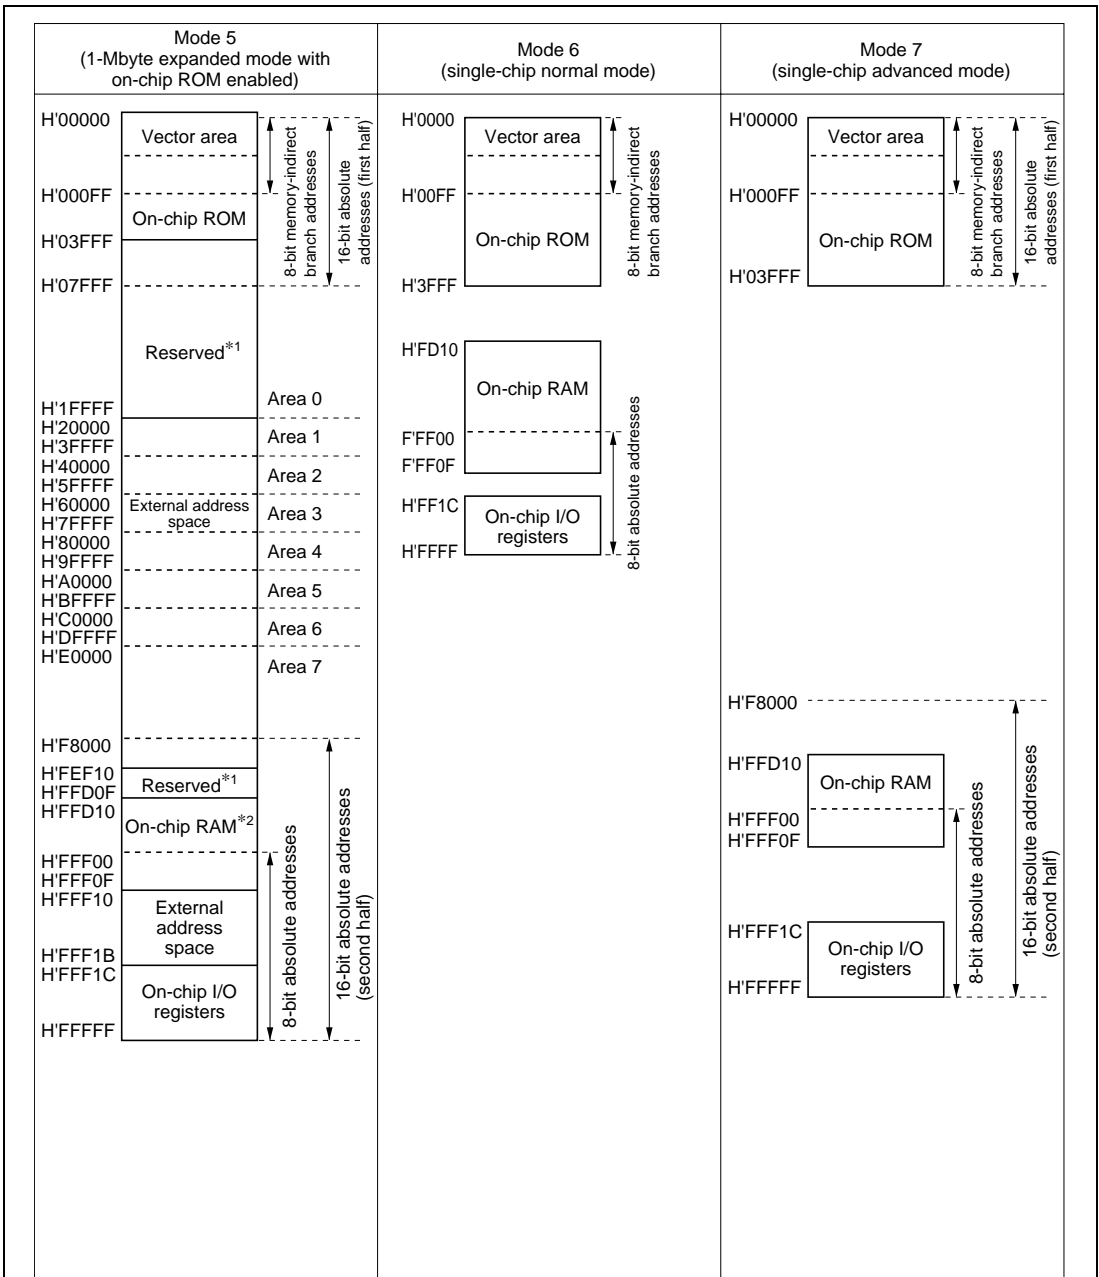 Mode 5
(1-Mbyte expanded mode with
on-chip ROM enabled)
H'00000
Vector area
H'000FF
On-chip ROM
H'03FFF
H'07FFF
8-bit memory-indirect
branch addresses
16-bit absolute
addresses (first half)
Reserved*1
Area 0
H'1FFFF
H'20000
Area 1
H'3FFFF
H'40000
Area 2
H'5FFFF
H'60000
External address
space
Area 3
H'7FFFF
H'80000
Area 4
H'9FFFF
H'A0000
Area 5
H'BFFFF
H'C0000
Area 6
H'DFFFF
H'E0000
Area 7
H'F8000
H'FEF10
Reserved*1
H'FFD0F
H'FFD10
On-chip RAM*2
H'FFF00
H'FFF0F
H'FFF10
External
address
space
H'FFF1B
H'FFF1C
On-chip I/O
registers
H'FFFFF
8-bit absolute addresses
16-bit absolute addresses
(second half)
Mode 6
(single-chip normal mode)
H'0000
Vector area
H'00FF
On-chip ROM
H'3FFF
8-bit memory-indirect
branch addresses
H'FD10
On-chip RAM
F'FF00
F'FF0F
H'FF1C
On-chip I/O
registers
H'FFFF
8-bit absolute addresses
Mode 7
(single-chip advanced mode)
H'00000
Vector area
H'000FF
On-chip ROM
H'03FFF
8-bit memory-indirect
branch addresses
16-bit absolute
addresses (first half)
H'F8000
H'FFD10
On-chip RAM
H'FFF00
H'FFF0F
H'FFF1C
On-chip I/O
registers
H'FFFFF
8-bit absolute addresses
16-bit absolute addresses
(second half)